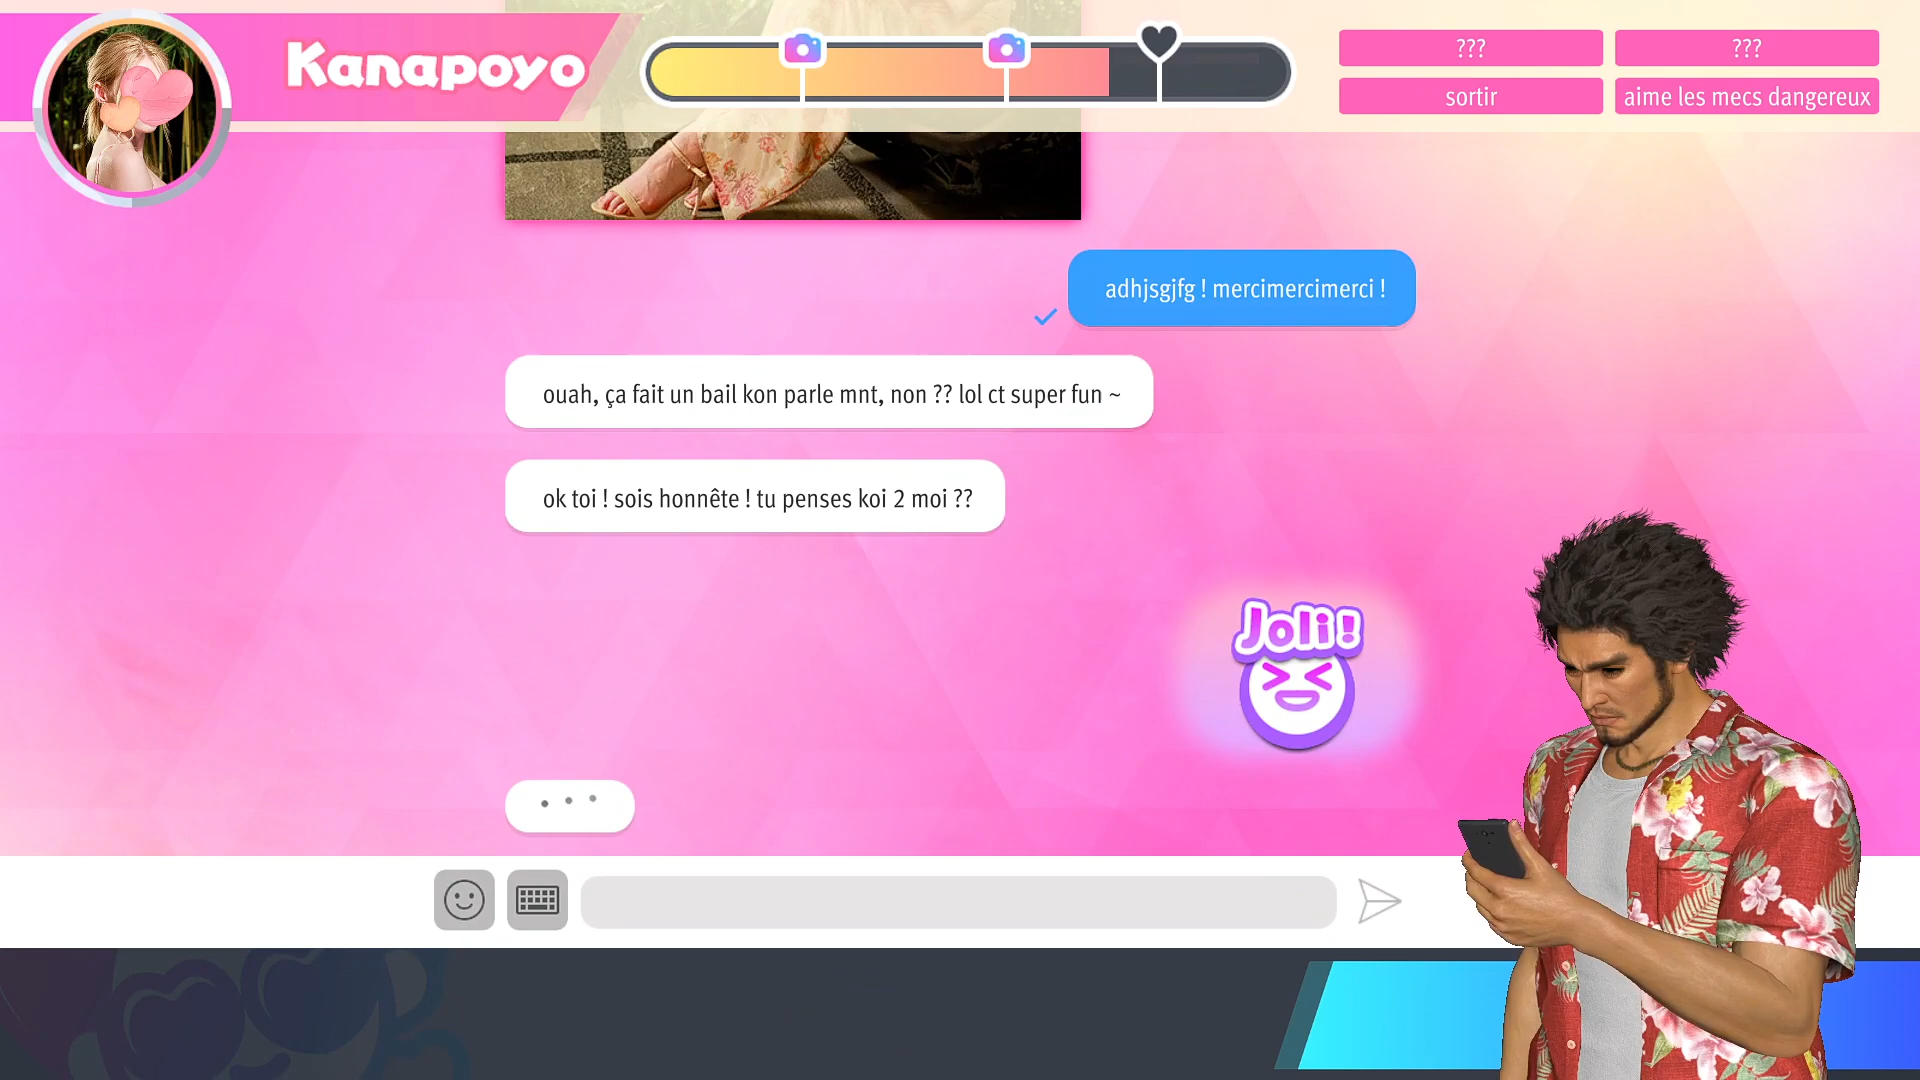 Kanapoyo
???
???
sortir
aime les mecs dangereux
adhjsgjfg ! mercimercimerci !
ouah, ça fait un bail kon parle mnt, non ?? lol ct super fun ~
ok toi ! sois honnête ! tu penses koi 2 moi ??
Joli !